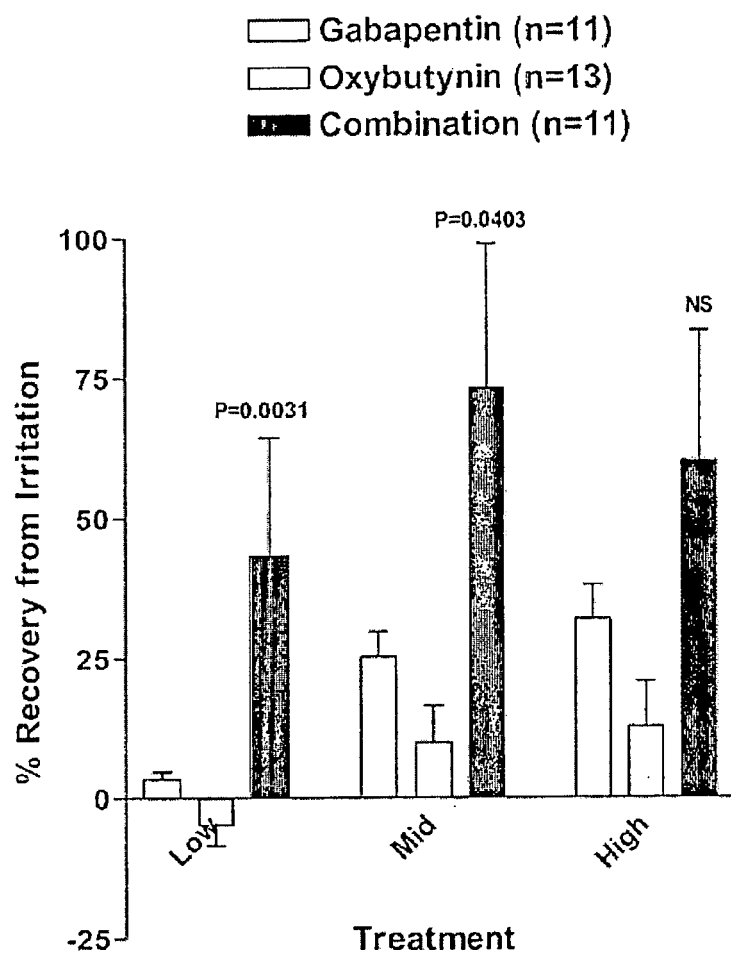 Gabapentin (n=11)
Oxybutynin (n=13)
Combination (n=11)
P=0.0403
100
NS
75
P=0.0031
% Recovery from Irritation
50
25
0
Low
Mid
High
-25
Treatment